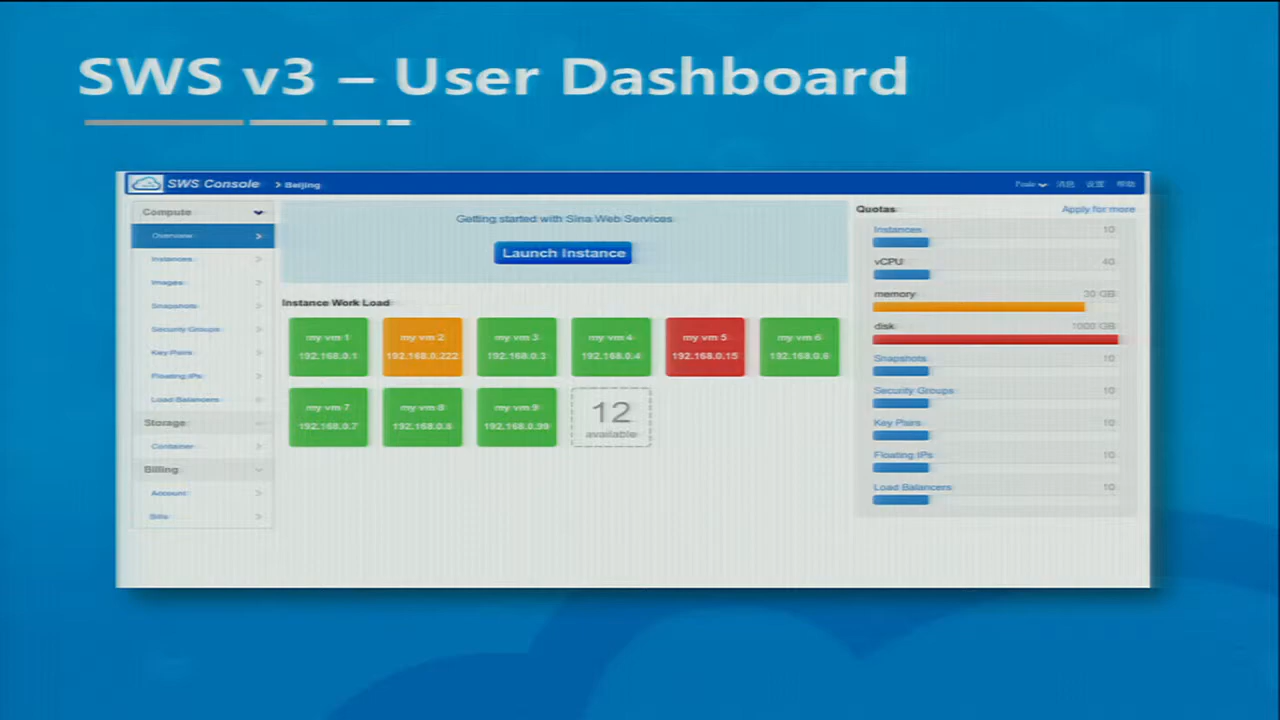 SWS v3 – User Dashboard
SWS Console > Beijing
消息 设置 帮助
Compute
Overview
Instances
Images
Snapshots
Security Groups
Key Pairs
Floating IPs
Load Balancers
Storage
Container
Billing
Account
Bills
Getting started with Sina Web Services
Launch Instance
Instance Work Load
my vm 1
192.168.0.1
my vm 2
192.168.0.222
my vm 3
192.168.0.3
my vm 4
192.168.0.4
my vm 5
192.168.0.15
my vm 6
192.168.0.6
my vm 7
192.168.0.7
my vm 8
192.168.0.8
my vm 9
192.168.0.99
12
available
Quotas Apply for more
Instances 10
vCPU 40
memory 30 GB
disk 1000 GB
Snapshots 10
Security Groups 10
Key Pairs 10
Floating IPs 10
Load Balancers 10